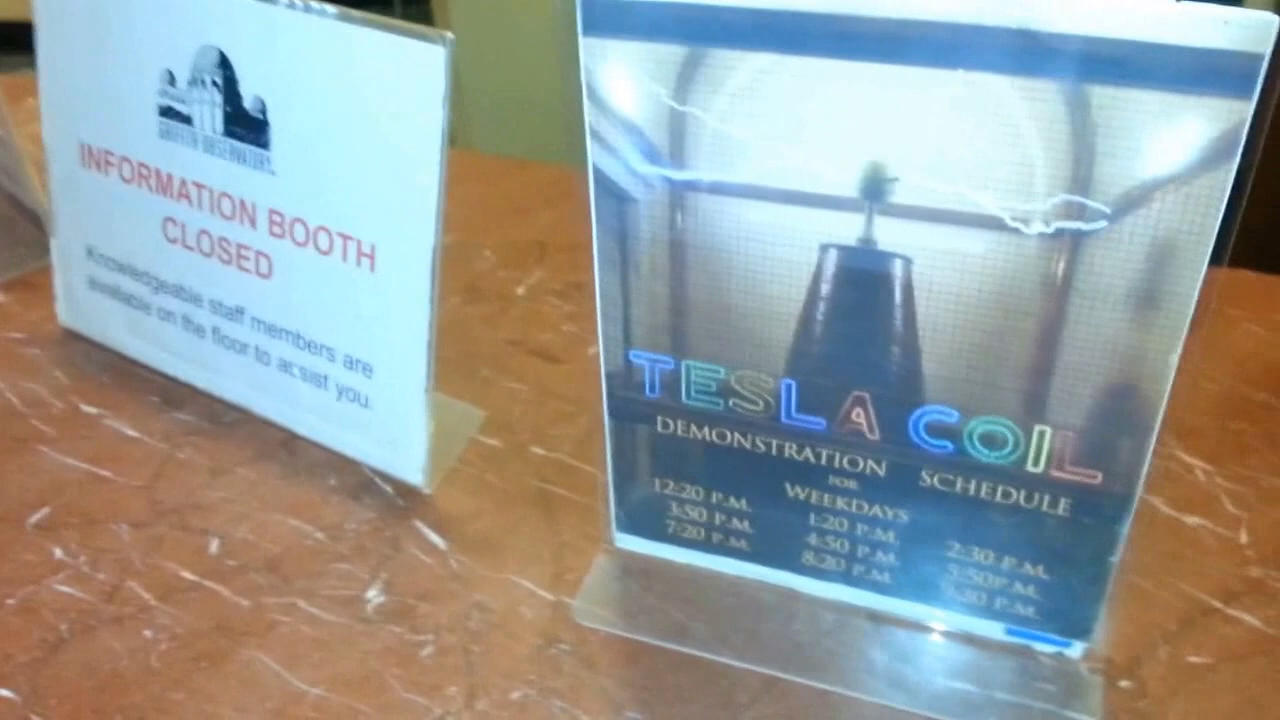 GRIFFITH OBSERVATORY
INFORMATION BOOTH
CLOSED
Knowledgeable staff members are
available on the floor to assist you.
TESLA COIL
DEMONSTRATION SCHEDULE
FOR
WEEKDAYS
12:20 P.M. 1:20 P.M. 2:30 P.M.
3:50 P.M. 4:50 P.M. 5:50P.M.
7:20 P.M. 8:20 P.M. P.M.